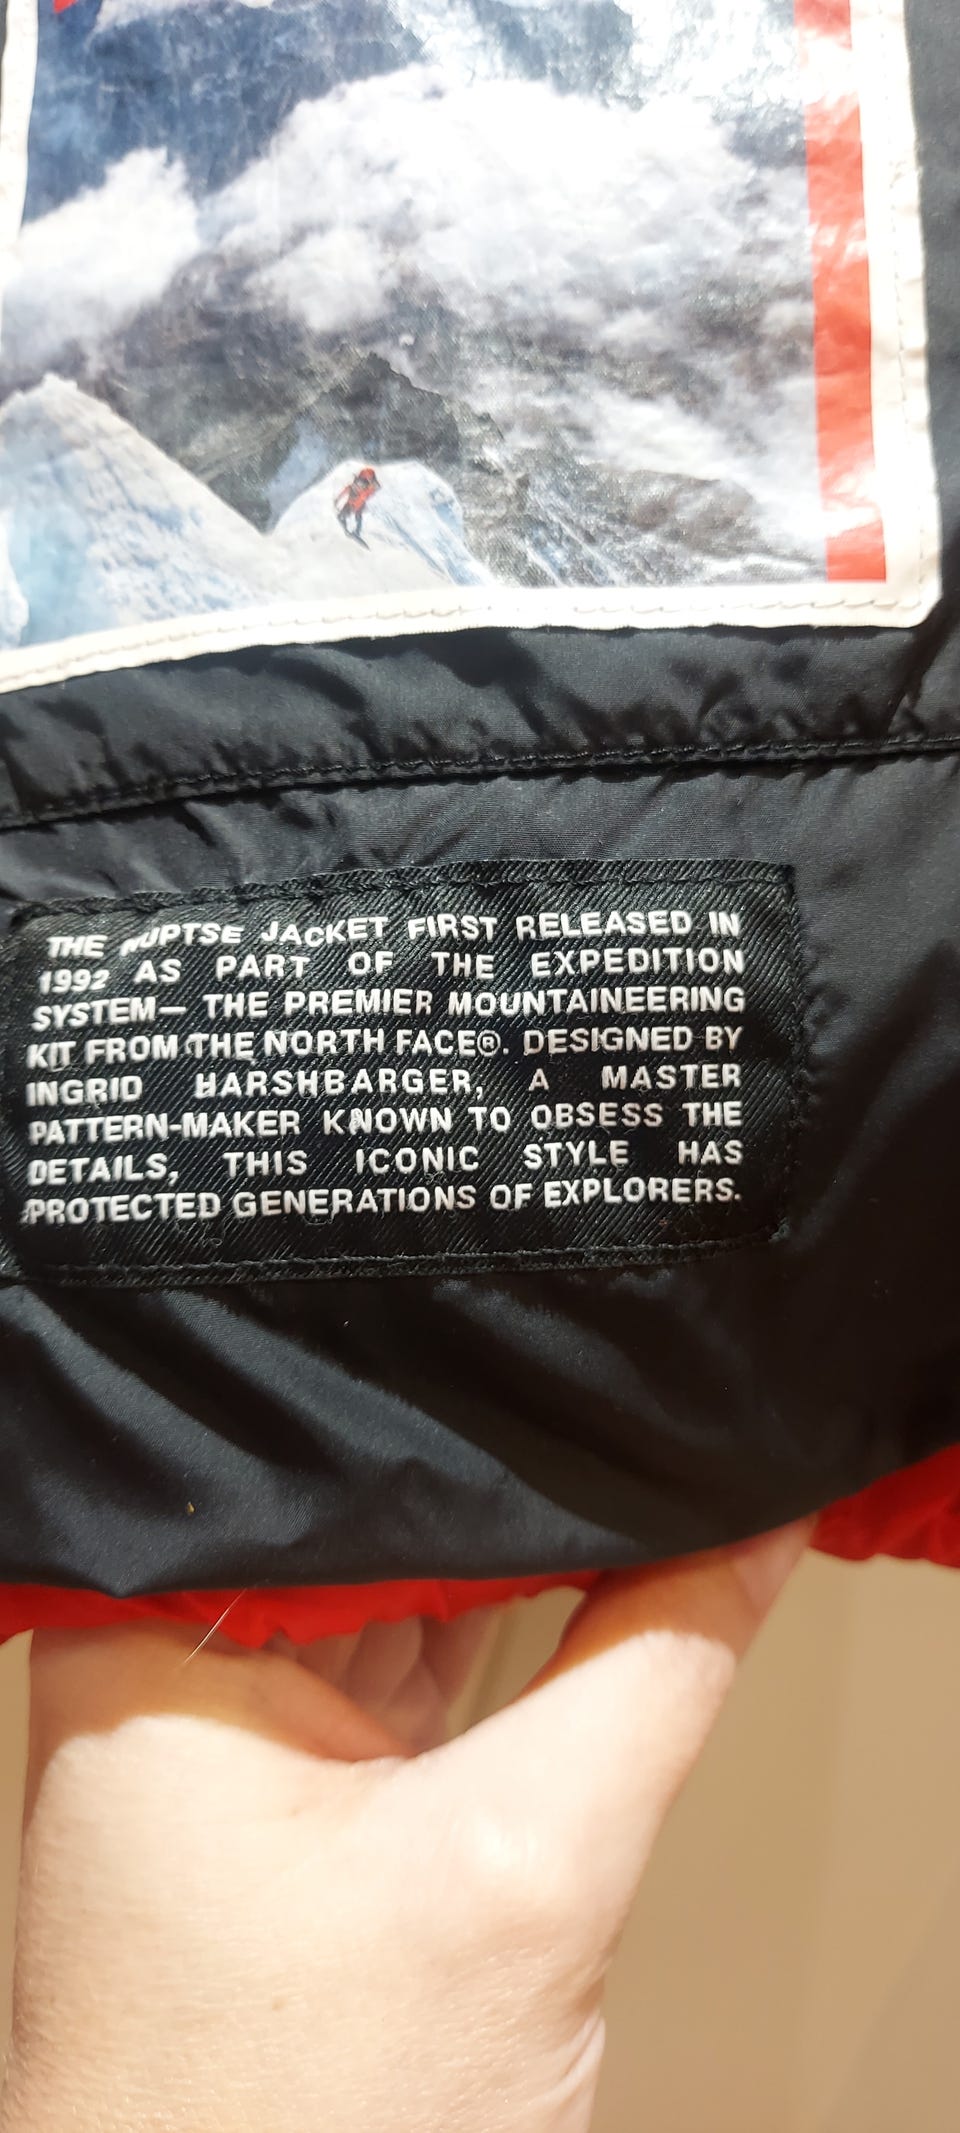 THE NUPTSE JACKET FIRST RELEASED IN
1992 AS PART OF THE EXPEDITION
SYSTEM— THE PREMIER MOUNTAINEERING
KIT FROM THE NORTH FACE®. DESIGNED BY
INGRID HARSHBARGER, A MASTER
PATTERN-MAKER KNOWN TO OBSESS THE
DETAILS, THIS ICONIC STYLE HAS
PROTECTED GENERATIONS OF EXPLORERS.